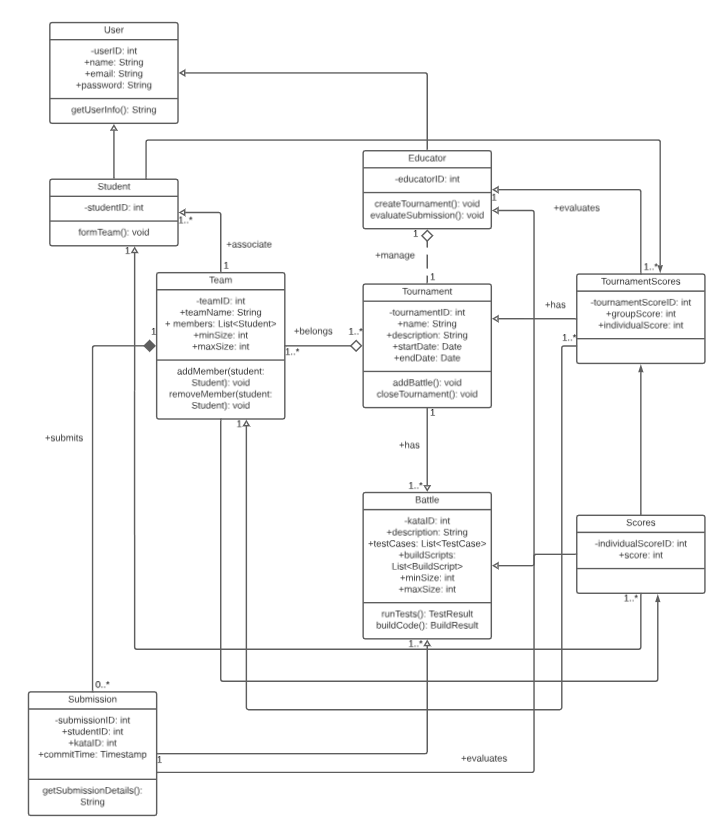 User
-userID: int
+name: String
+email: String
+password: String
getUserInfo(): String
Educator
-educatorID: int
createTournament(): void
evaluateSubmission(): void
1
1
+evaluates
Student
-studentID: int
formTeam(): void
1..*
1
+associate
1
+manage
1
1..*
Team
-teamID: int
+teamName: String
+ members: List<Student>
+minSize: int
+maxSize: int
addMember(student:
Student): void
removeMember(student:
Student): void
1
+belongs
1..*
1..*
1
Tournament
-tournamentID: int
+name: String
+description: String
+startDate: Date
+endDate: Date
addBattle(): void
closeTournament(): void
1
+has
TournamentScores
-tournamentScoreID: int
+groupScore: int
+individualScore: int
1..*
+submits
+has
1..*
Battle
-kataID: int
+description: String
+testCases: List<TestCase>
+buildScripts:
List<BuildScript>
+minSize: int
+maxSize: int
runTests(): TestResult
buildCode(): BuildResult
1..*
Scores
-individualScoreID: int
+score: int
1..*
0..*
Submission
-submissionID: int
+studentID: int
+kataID: int
+commitTime: Timestamp
getSubmissionDetails():
String
1
+evaluates